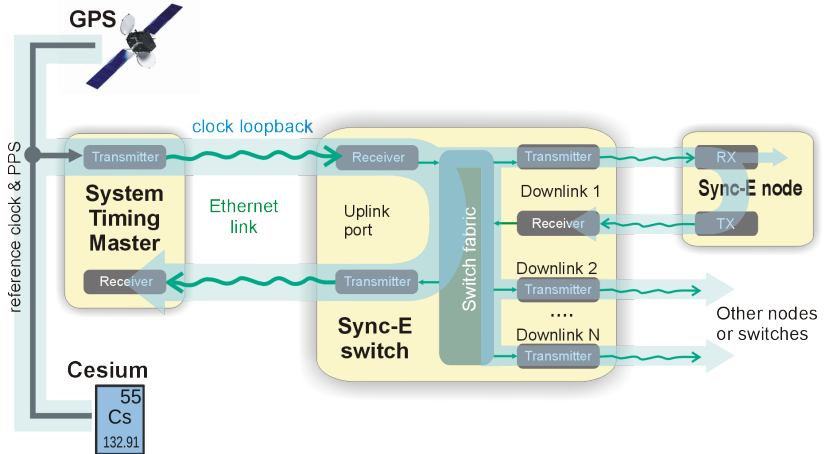 GPS
reference clock & PPS
clock loopback
Transmitter
System
Timing
Master
Receiver
Ethernet
link
Receiver
Uplink
port
Transmitter
Sync-E
switch
Switch fabric
Transmitter
Downlink 1
Receiver
Downlink 2
Transmitter
....
Downlink N
Transmitter
RX
Sync-E node
TX
Other nodes
or switches
Cesium
55
Cs
132.91